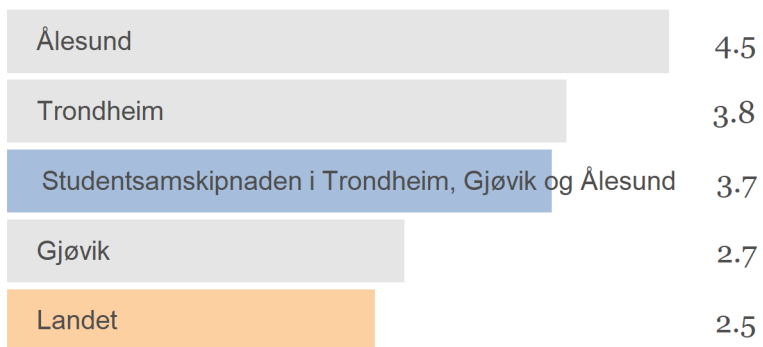 Ålesund 4.5
Trondheim 3.8
Studentsamskipnaden i Trondheim, Gjøvik og Ålesund 3.7
Gjøvik 2.7
Landet 2.5